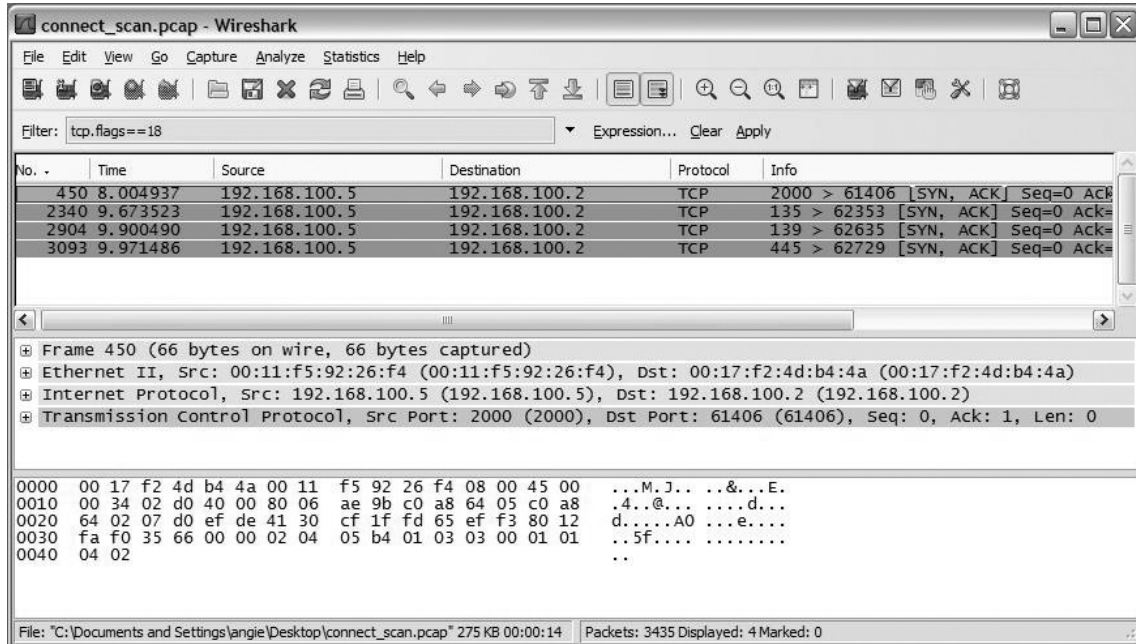 connect_scan.pcap - Wireshark
File Edit View Go Capture Analyze Statistics Help
Filter: tcp.flags==18 Expression... Clear Apply
No. Time Source Destination Protocol Info
450 8.004937 192.168.100.5 192.168.100.2 TCP 2000 > 61406 [SYN, ACK] Seq=0 Ack
2340 9.673523 192.168.100.5 192.168.100.2 TCP 135 > 62353 [SYN, ACK] Seq=0 Ack=
2904 9.900490 192.168.100.5 192.168.100.2 TCP 139 > 62635 [SYN, ACK] Seq=0 Ack=
3093 9.971486 192.168.100.5 192.168.100.2 TCP 445 > 62729 [SYN, ACK] Seq=0 Ack=
Frame 450 (66 bytes on wire, 66 bytes captured)
Ethernet II, Src: 00:11:f5:92:26:f4 (00:11:f5:92:26:f4), Dst: 00:17:f2:4d:b4:4a (00:17:f2:4d:b4:4a)
Internet Protocol, Src: 192.168.100.5 (192.168.100.5), Dst: 192.168.100.2 (192.168.100.2)
Transmission Control Protocol, Src Port: 2000 (2000), Dst Port: 61406 (61406), Seq: 0, Ack: 1, Len: 0
0000 00 17 f2 4d b4 4a 00 11 f5 92 26 f4 08 00 45 00 ...M.J.. ..&...E.
0010 00 34 02 d0 40 00 80 06 ae 9b c0 a8 64 05 c0 a8 .4..@... ....d...
0020 64 02 07 d0 ef de 41 30 cf 1f fd 65 ef f3 80 12 d.....A0 ...e....
0030 fa f0 35 66 00 00 02 04 05 b4 01 03 03 00 01 01 ..5f.... ........
0040 04 02 ..
File: "C:\Documents and Settings\angie\Desktop\connect_scan.pcap" 275 KB 00:00:14 Packets: 3435 Displayed: 4 Marked: 0